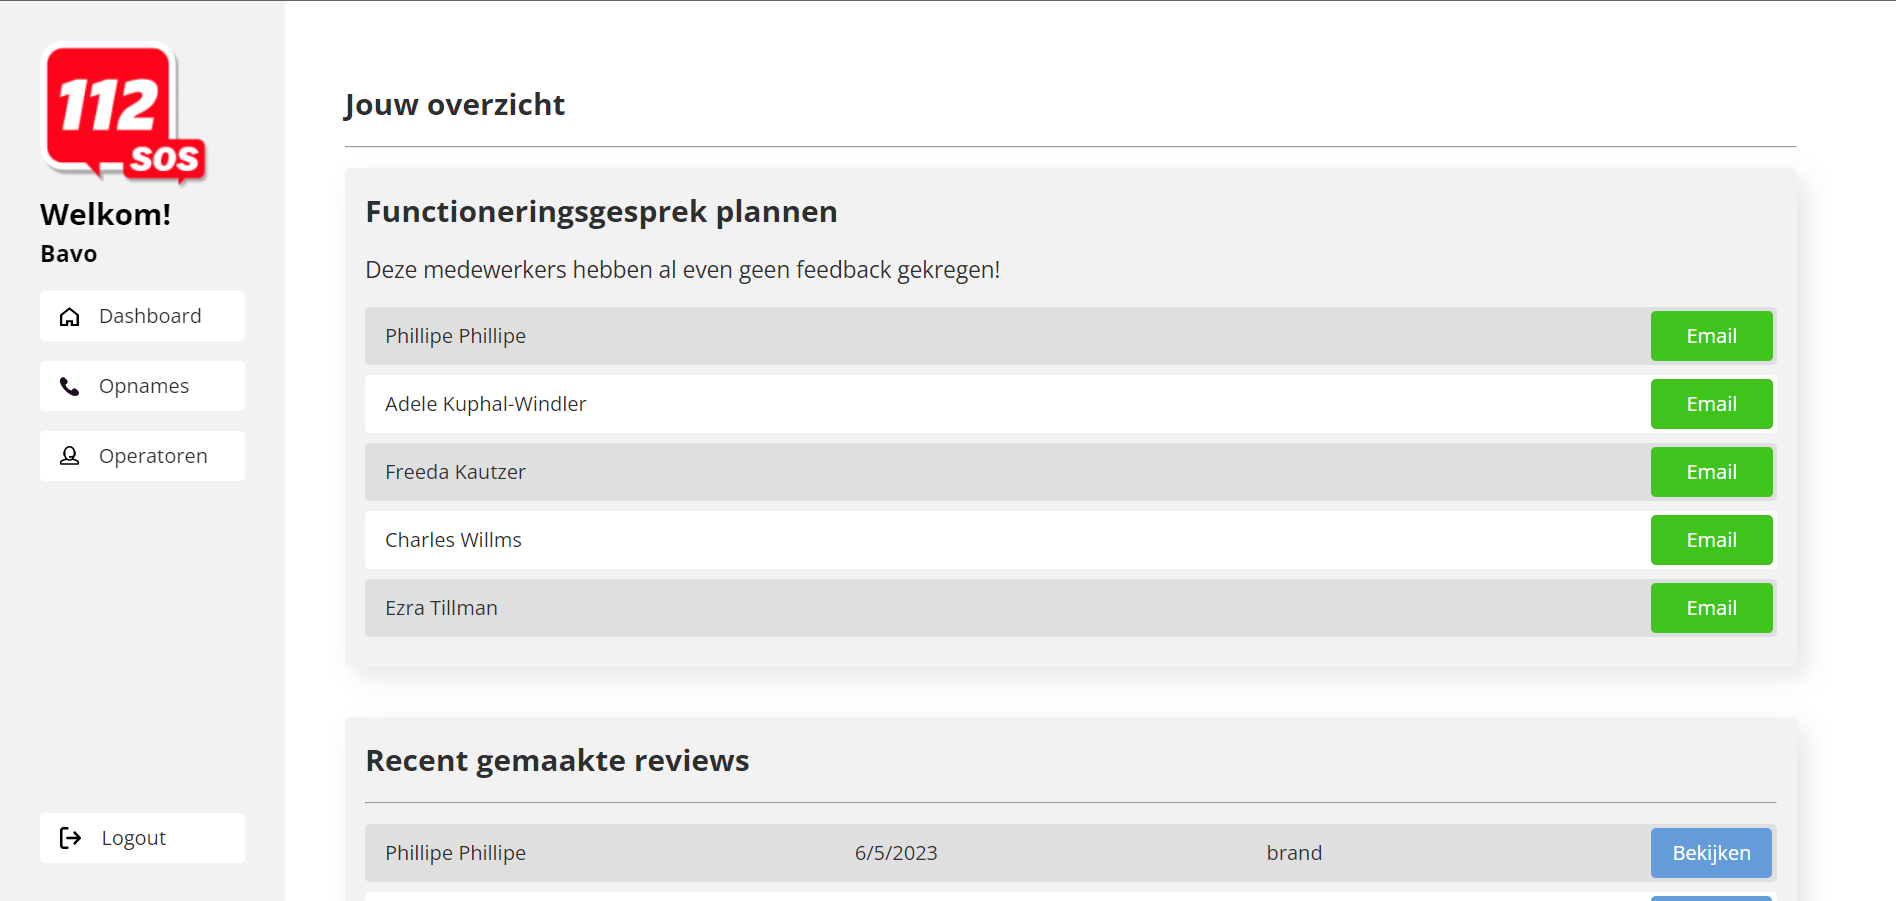 112
SOS
Welkom!
Bavo
Dashboard
Opnames
Operatoren
Logout
Jouw overzicht
Functioneringsgesprek plannen
Deze medewerkers hebben al even geen feedback gekregen!
Phillipe Phillipe Email
Adele Kuphal-Windler Email
Freeda Kautzer Email
Charles Willms Email
Ezra Tillman Email
Recent gemaakte reviews
Phillipe Phillipe 6/5/2023 brand Bekijken